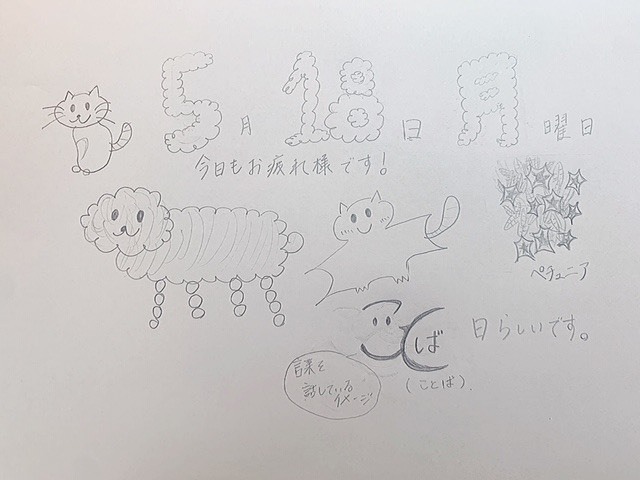 5月18日月曜日
今日もお疲れ様です!
ペチュニア
しば
日らしいです。
(ことば).
言葉を
話している
イメージ